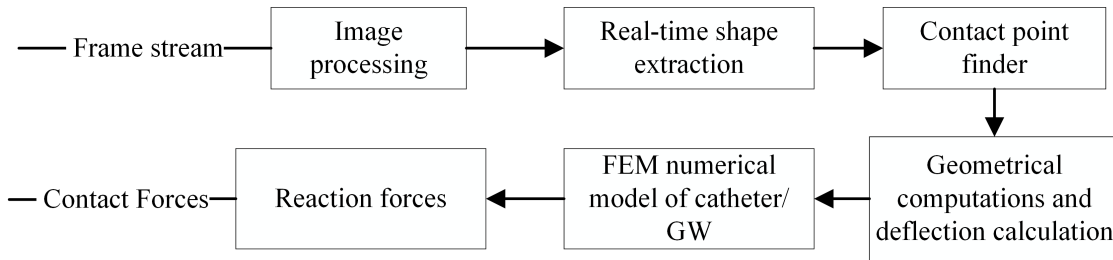 Frame stream
Image
processing
Real-time shape
extraction
Contact point
finder
Geometrical
computations and
deflection calculation
FEM numerical
model of catheter/
GW
Reaction forces
Contact Forces